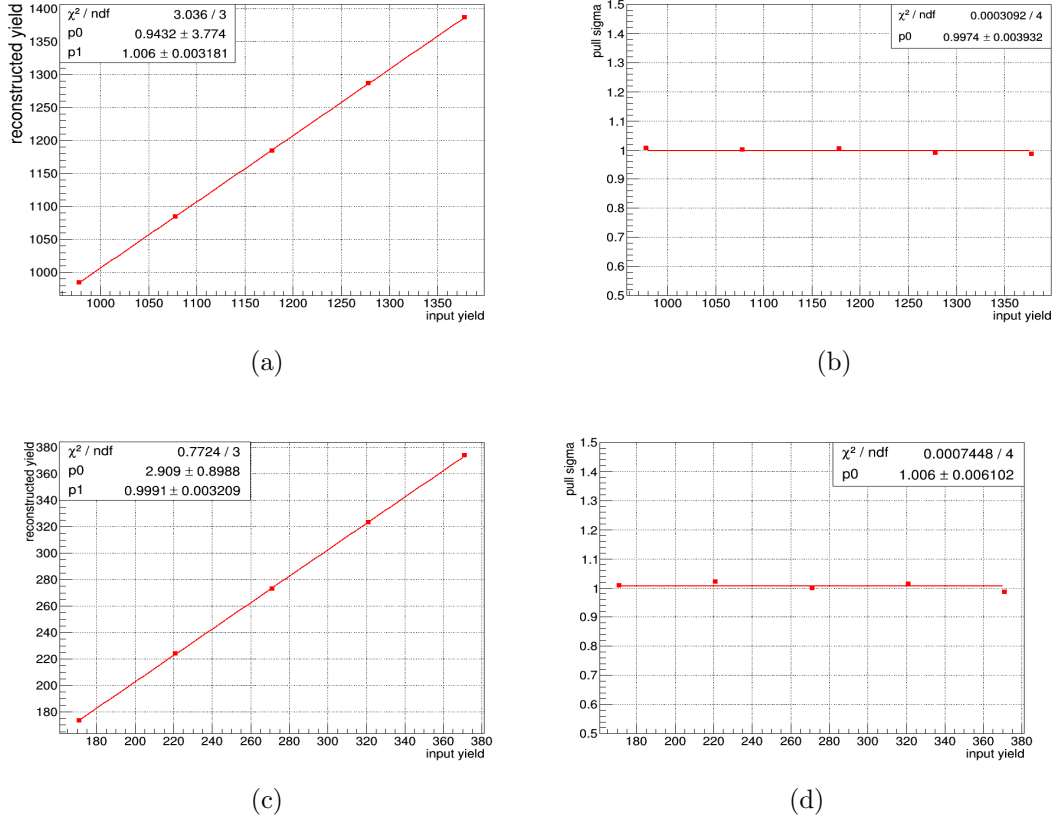 χ² / ndf 3.036 / 3
p0 0.9432 ± 3.774
p1 1.006 ± 0.003181
reconstructed yield
1400
1350
1300
1250
1200
1150
1100
1050
1000
1000 1050 1100 1150 1200 1250 1300 1350
input yield
(a)
χ² / ndf 0.0003092 / 4
p0 0.9974 ± 0.003932
pull sigma
1.5
1.4
1.3
1.2
1.1
1
0.9
0.8
0.7
0.6
0.5
1000 1050 1100 1150 1200 1250 1300 1350
input yield
(b)
χ² / ndf 0.7724 / 3
p0 2.909 ± 0.8988
p1 0.9991 ± 0.003209
reconstructed yield
380
360
340
320
300
280
260
240
220
200
180
180 200 220 240 260 280 300 320 340 360 380
input yield
(c)
χ² / ndf 0.0007448 / 4
p0 1.006 ± 0.006102
pull sigma
1.5
1.4
1.3
1.2
1.1
1
0.9
0.8
0.7
0.6
0.5
180 200 220 240 260 280 300 320 340 360 380
input yield
(d)